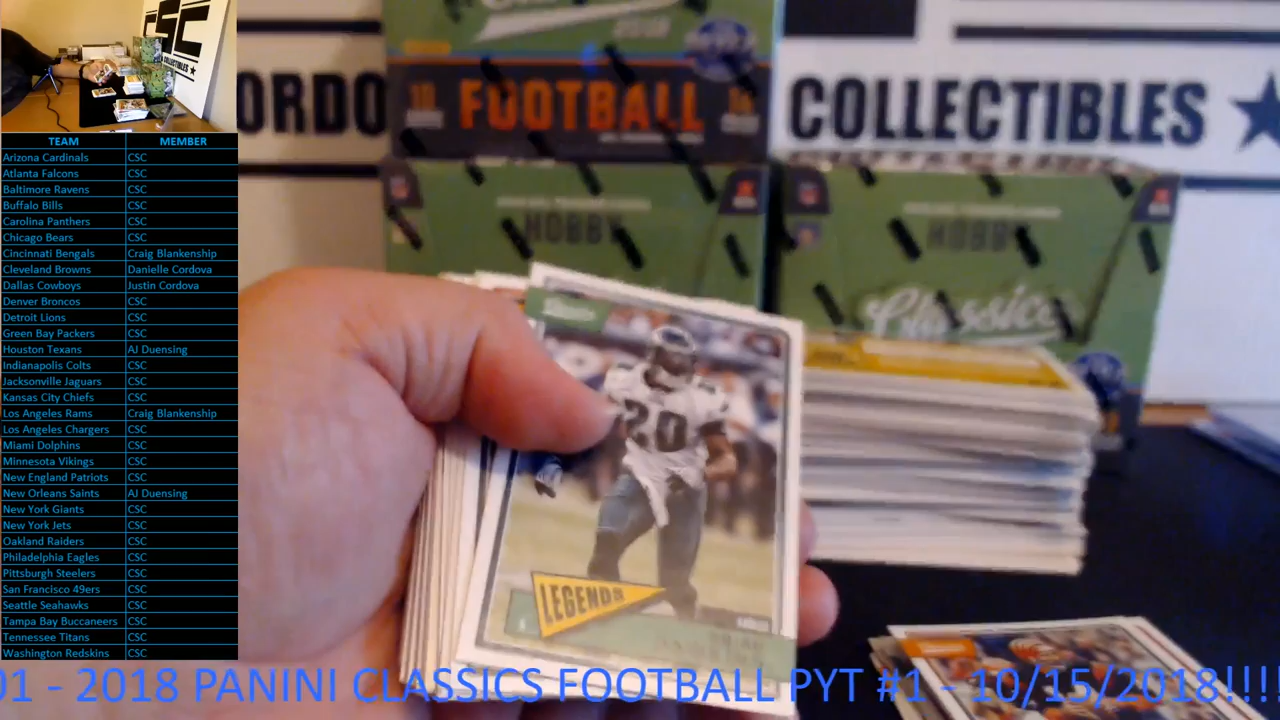 CSC
COLLECTIBLES
TEAM MEMBER
Arizona Cardinals CSC
Atlanta Falcons CSC
Baltimore Ravens CSC
Buffalo Bills CSC
Carolina Panthers CSC
Chicago Bears CSC
Cincinnati Bengals Craig Blankenship
Cleveland Browns Danielle Cordova
Dallas Cowboys Justin Cordova
Denver Broncos CSC
Detroit Lions CSC
Green Bay Packers CSC
Houston Texans AJ Duensing
Indianapolis Colts CSC
Jacksonville Jaguars CSC
Kansas City Chiefs CSC
Los Angeles Rams Craig Blankenship
Los Angeles Chargers CSC
Miami Dolphins CSC
Minnesota Vikings CSC
New England Patriots CSC
New Orleans Saints AJ Duensing
New York Giants CSC
New York Jets CSC
Oakland Raiders CSC
Philadelphia Eagles CSC
Pittsburgh Steelers CSC
San Francisco 49ers CSC
Seattle Seahawks CSC
Tampa Bay Buccaneers CSC
Tennessee Titans CSC
Washington Redskins CSC
ORDO
2018
FOOTBALL
COLLECTIBLES
HOBBY
HOBBY
Classics
20
LEGENDS
EAGLES
01 - 2018 PANINI CLASSICS FOOTBALL PYT #1 - 10/15/2018!!!!